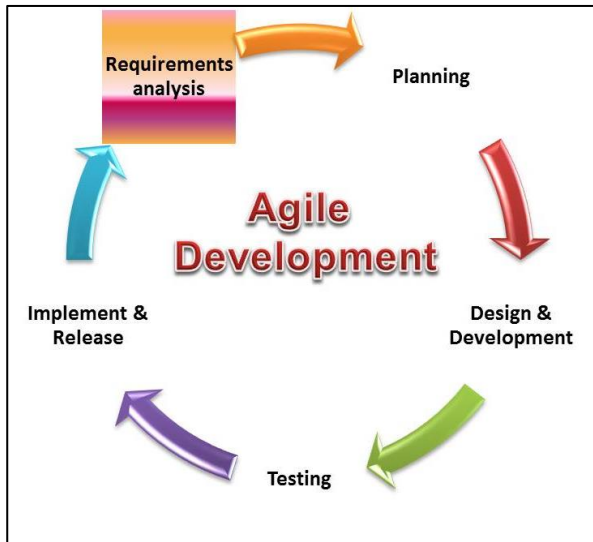 Requirements
analysis
Planning
Agile
Development
Implement &
Release
Design &
Development
Testing